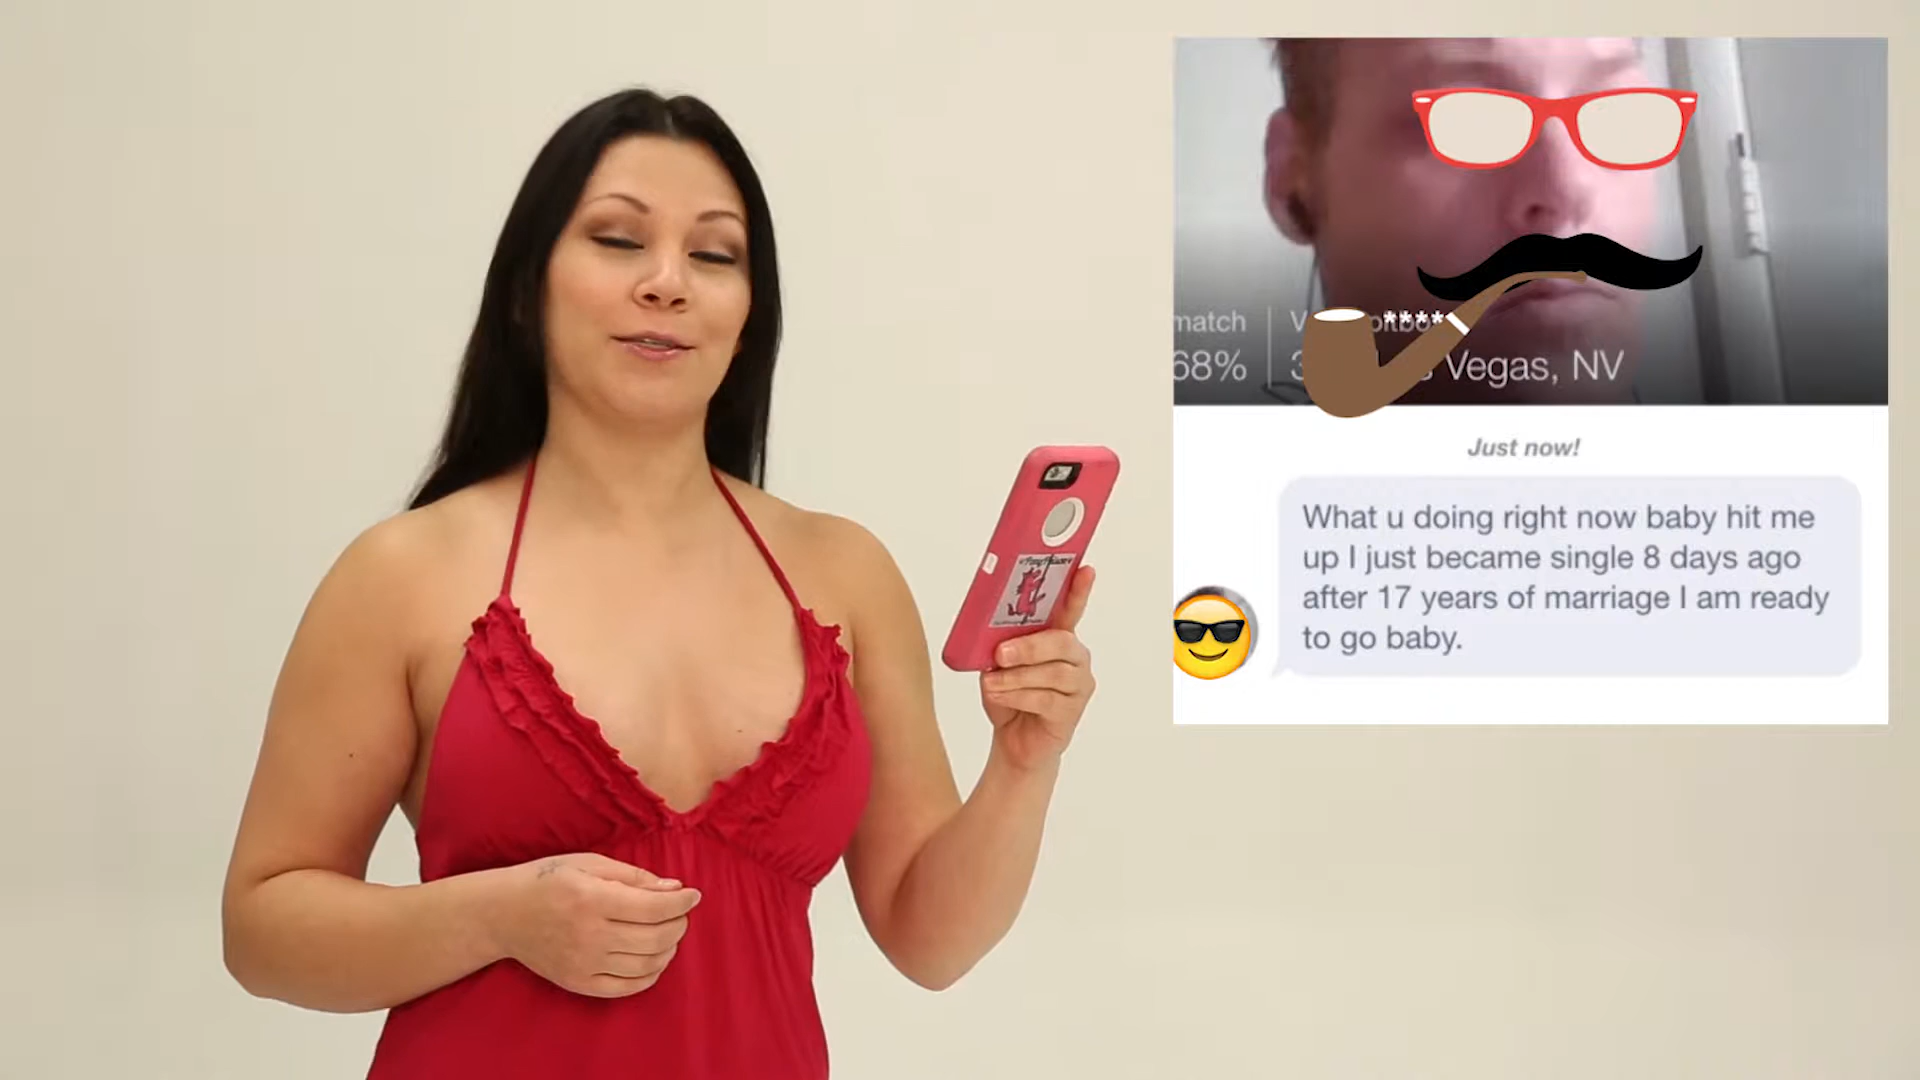 match
68%
****
Vegas, NV
Just now!
What u doing right now baby hit me
up I just became single 8 days ago
after 17 years of marriage I am ready
to go baby.